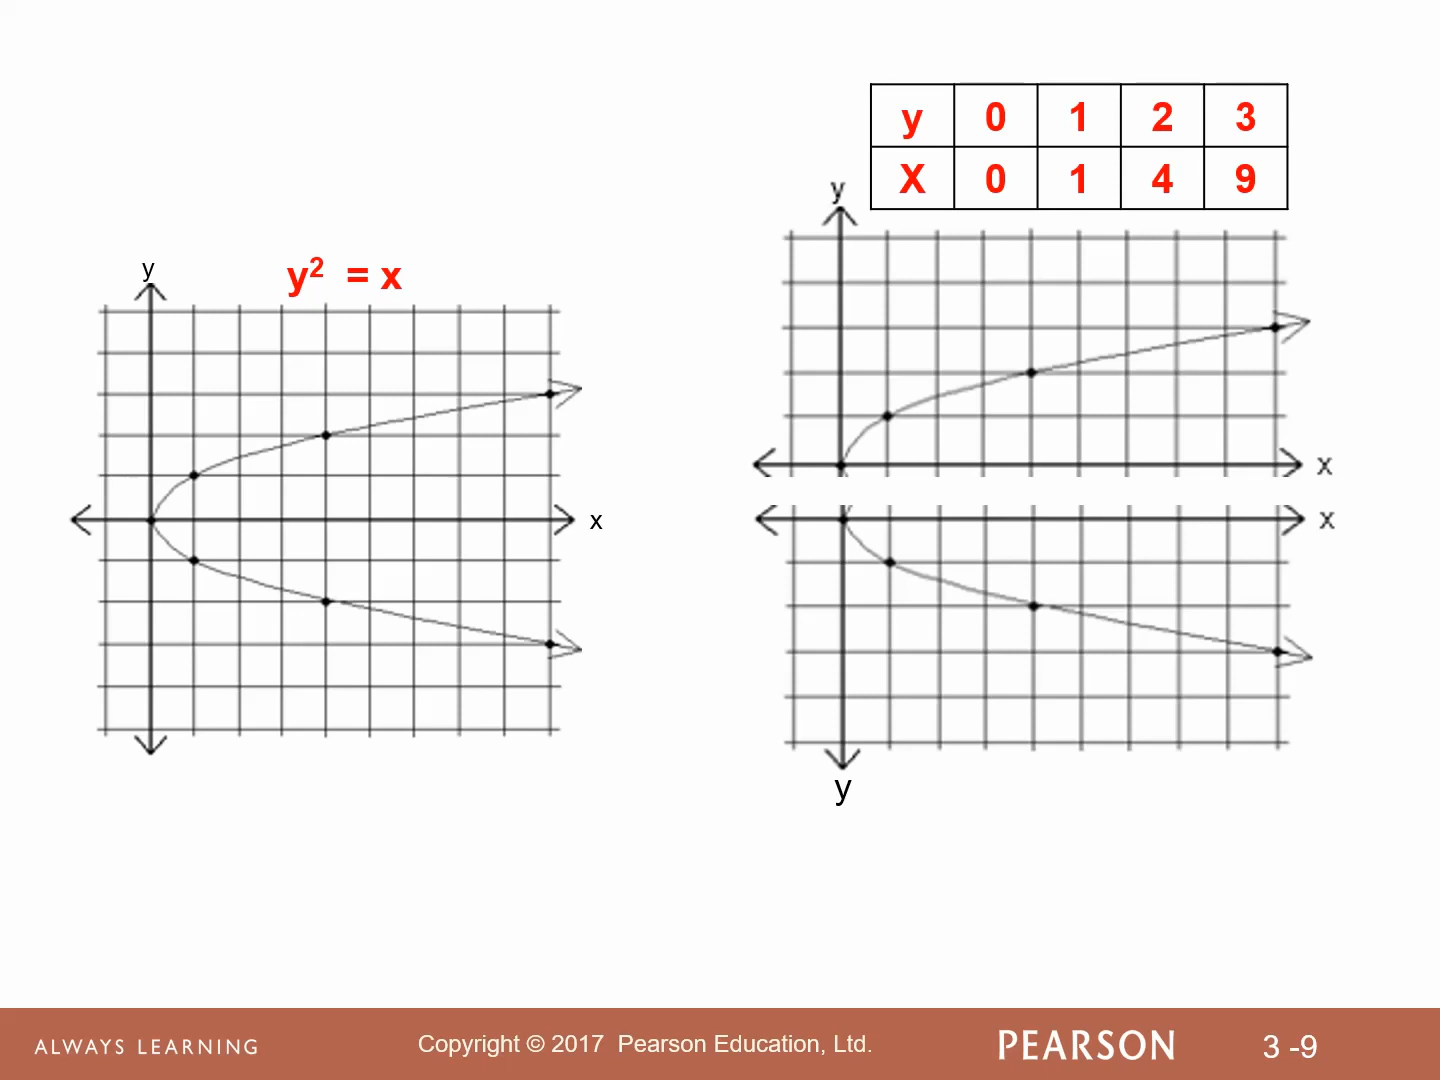 y 0 1 2 3
X 0 1 4 9
y
y² = x
y
x
x
x
y
ALWAYS LEARNING
Copyright © 2017 Pearson Education, Ltd.
PEARSON
3 -9